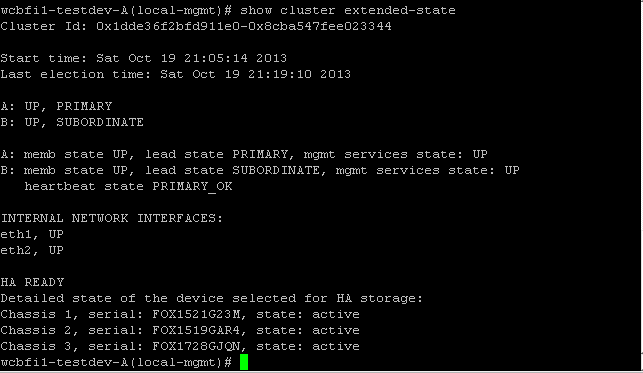 wcbfi1-testdev-A(local-mgmt)# show cluster extended-state
Cluster Id: 0x1dde36f2bfd911e0-0x8cba547fee023344
Start time: Sat Oct 19 21:05:14 2013
Last election time: Sat Oct 19 21:19:10 2013
A: UP, PRIMARY
B: UP, SUBORDINATE
A: memb state UP, lead state PRIMARY, mgmt services state: UP
B: memb state UP, lead state SUBORDINATE, mgmt services state: UP
heartbeat state PRIMARY_OK
INTERNAL NETWORK INTERFACES:
eth1, UP
eth2, UP
HA READY
Detailed state of the device selected for HA storage:
Chassis 1, serial: FOX1521G23M, state: active
Chassis 2, serial: FOX1519GAR4, state: active
Chassis 3, serial: FOX1728GJQN, state: active
wcbfi1-testdev-A(local-mgmt)#